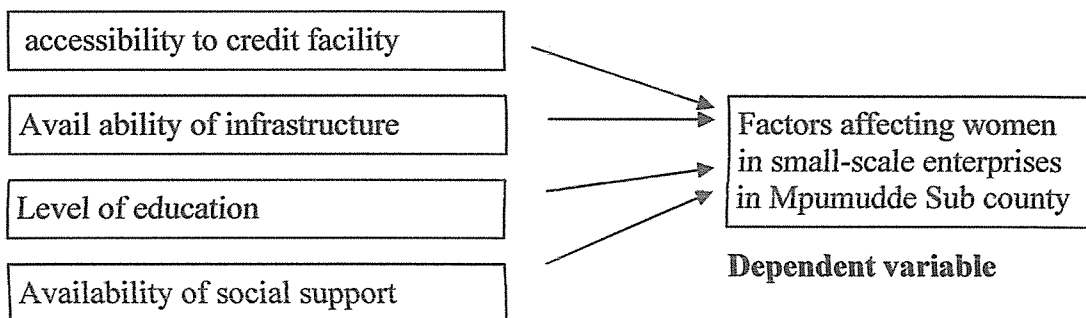 accessibility to credit facility
Avail ability of infrastructure
Level of education
Availability of social support
Factors affecting women
in small-scale enterprises
in Mpumudde Sub county
Dependent variable